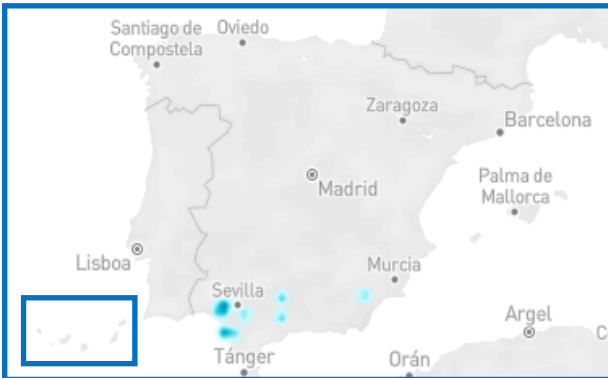 Santiago de
Compostela
Oviedo
Zaragoza
Barcelona
Madrid
Palma de
Mallorca
Lisboa
Sevilla
Murcia
Argel
Tánger
Orán